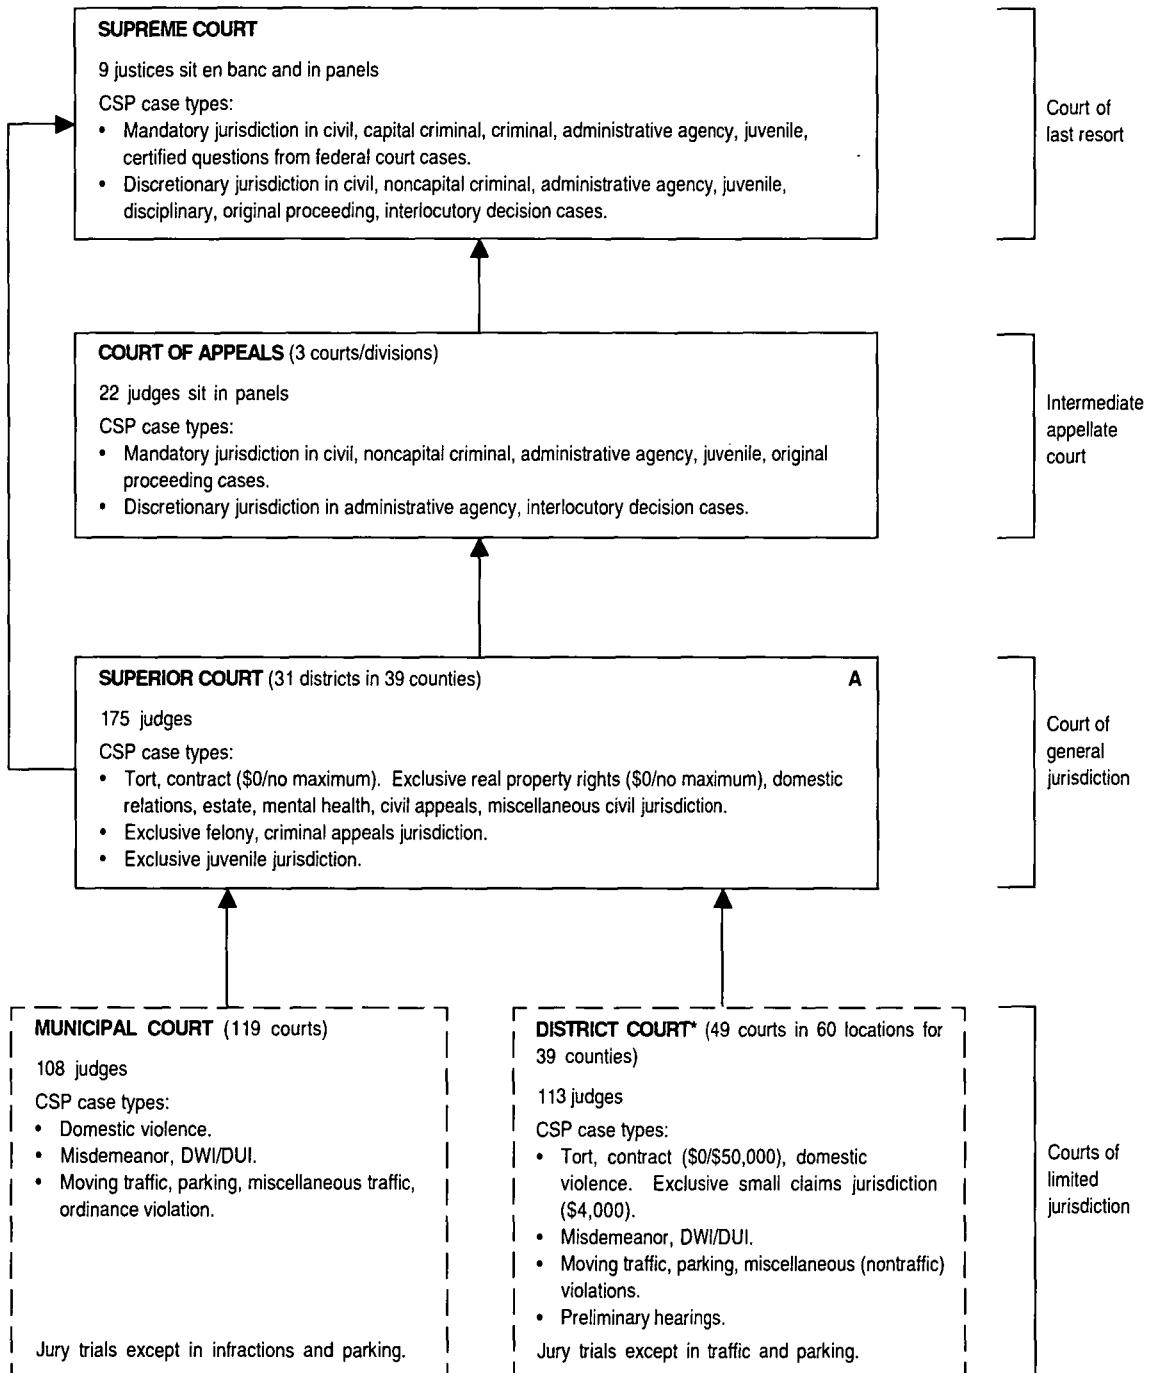 SUPREME COURT
9 justices sit en banc and in panels
CSP case types:
• Mandatory jurisdiction in civil, capital criminal, criminal, administrative agency, juvenile,
certified questions from federal court cases.
• Discretionary jurisdiction in civil, noncapital criminal, administrative agency, juvenile,
disciplinary, original proceeding, interlocutory decision cases.
Court of
last resort
COURT OF APPEALS (3 courts/divisions)
22 judges sit in panels
CSP case types:
• Mandatory jurisdiction in civil, noncapital criminal, administrative agency, juvenile, original
proceeding cases.
• Discretionary jurisdiction in administrative agency, interlocutory decision cases.
Intermediate
appellate
court
SUPERIOR COURT (31 districts in 39 counties) A
175 judges
CSP case types:
• Tort, contract ($0/no maximum). Exclusive real property rights ($0/no maximum), domestic
relations, estate, mental health, civil appeals, miscellaneous civil jurisdiction.
• Exclusive felony, criminal appeals jurisdiction.
• Exclusive juvenile jurisdiction.
Court of
general
jurisdiction
MUNICIPAL COURT (119 courts)
108 judges
CSP case types:
• Domestic violence.
• Misdemeanor, DWI/DUI.
• Moving traffic, parking, miscellaneous traffic,
ordinance violation.
Jury trials except in infractions and parking.
DISTRICT COURT* (49 courts in 60 locations for
39 counties)
113 judges
CSP case types:
• Tort, contract ($0/$50,000), domestic
violence. Exclusive small claims jurisdiction
($4,000).
• Misdemeanor, DWI/DUI.
• Moving traffic, parking, miscellaneous (nontraffic)
violations.
• Preliminary hearings.
Jury trials except in traffic and parking.
Courts of
limited
jurisdiction